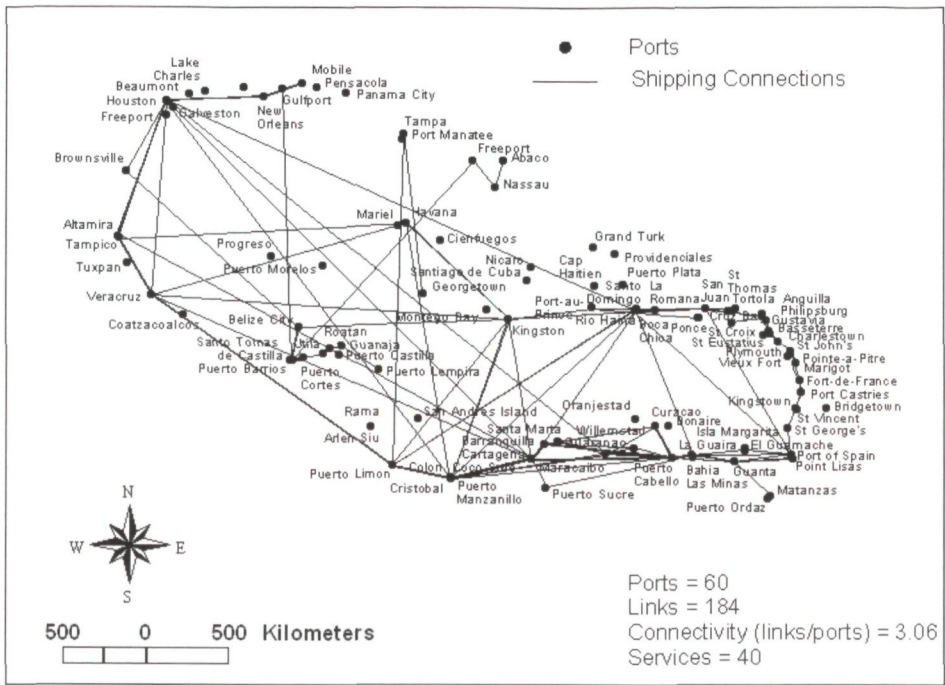 Ports
Shipping Connections
Lake
Charles
Beaumont
Houston
Freeport
Galveston
New
Orleans
Gulfport
Mobile
Pensacola
Panama City
Tampa
Port Manatee
Freeport
Abaco
Nassau
Brownsville
Altamira
Tampico
Tuxpan
Veracruz
Coatzacoalcos
Progreso
Puerto Morelos
Mariel
Havana
Cienfuegos
Nicaro
Santiago de Cuba
Georgetown
Montego Bay
Kingston
Grand Turk
Providenciales
Cap
Haitien
Puerto Plata
Port-au-
Prince
Santo
Domingo
Rio Haina
La
Romana
Boca
Chica
San
Juan
Ponce
St
Thomas
Tortola
Cruz Bay
St Croix
St Eustatius
Anguilla
Philipsburg
Gustavia
Basseterre
Charlestown
St John's
Plymouth
Vieux Fort
Pointe-a-Pitre
Marigot
Fort-de-France
Port Castries
Kingstown
Bridgetown
St Vincent
St George's
Belize City
Santo Tomas
de Castilla
Puerto Barrios
Utila
Roatan
Guanaja
Puerto Castilla
Puerto
Cortes
Puerto Lempira
Rama
Arlen Siu
San Andres Island
Puerto Limon
Colon
Coco Solo
Cristobal
Puerto
Manzanillo
Santa Marta
Barranquilla
Cartagena
Maracaibo
Puerto Sucre
Oranjestad
Willemstad
Curacao
Bonaire
Puerto
Cabello
La Guaira
Bahia
Las Minas
Isla Margarita
El Guamache
Guanta
Port of Spain
Point Lisas
Matanzas
Puerto Ordaz
N
W
E
S
500 0 500 Kilometers
Ports = 60
Links = 184
Connectivity (links/ports) = 3.06
Services = 40